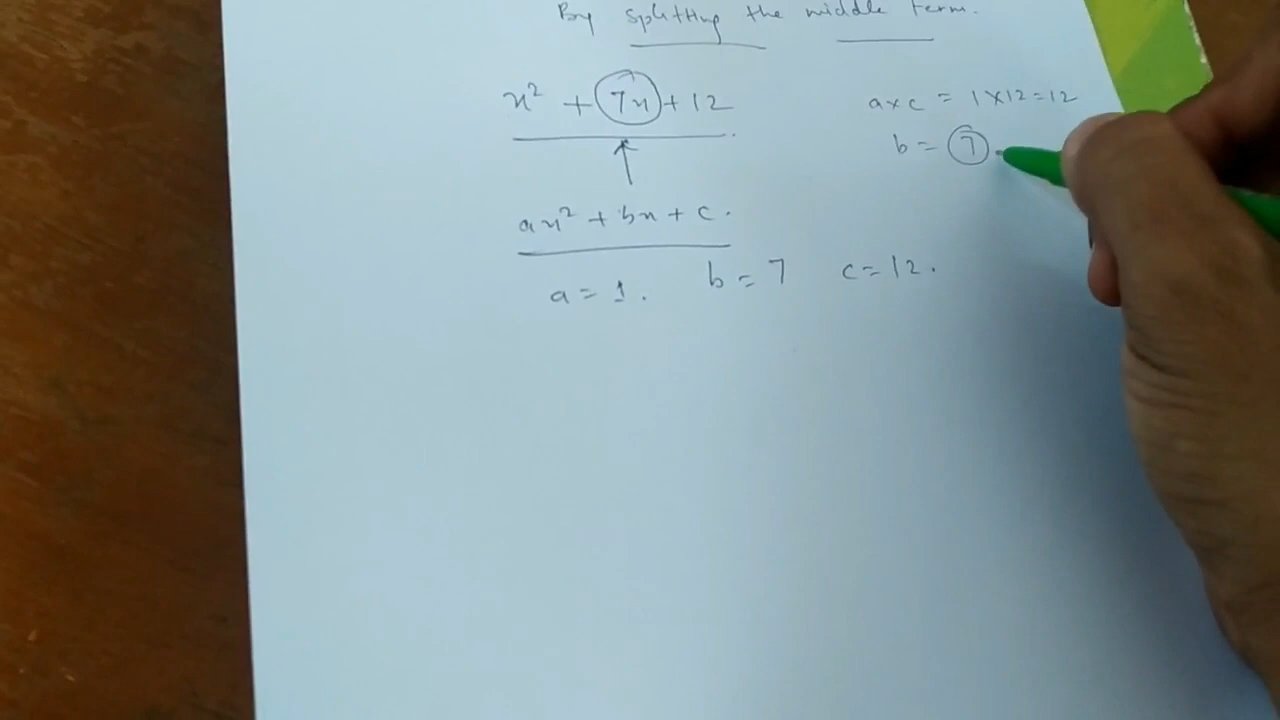 By splitting the middle term.
x² + 7x + 12
a x c = 1 x 12 = 12
b = 7
ax² + bx + c.
a = 1. b = 7 c = 12.